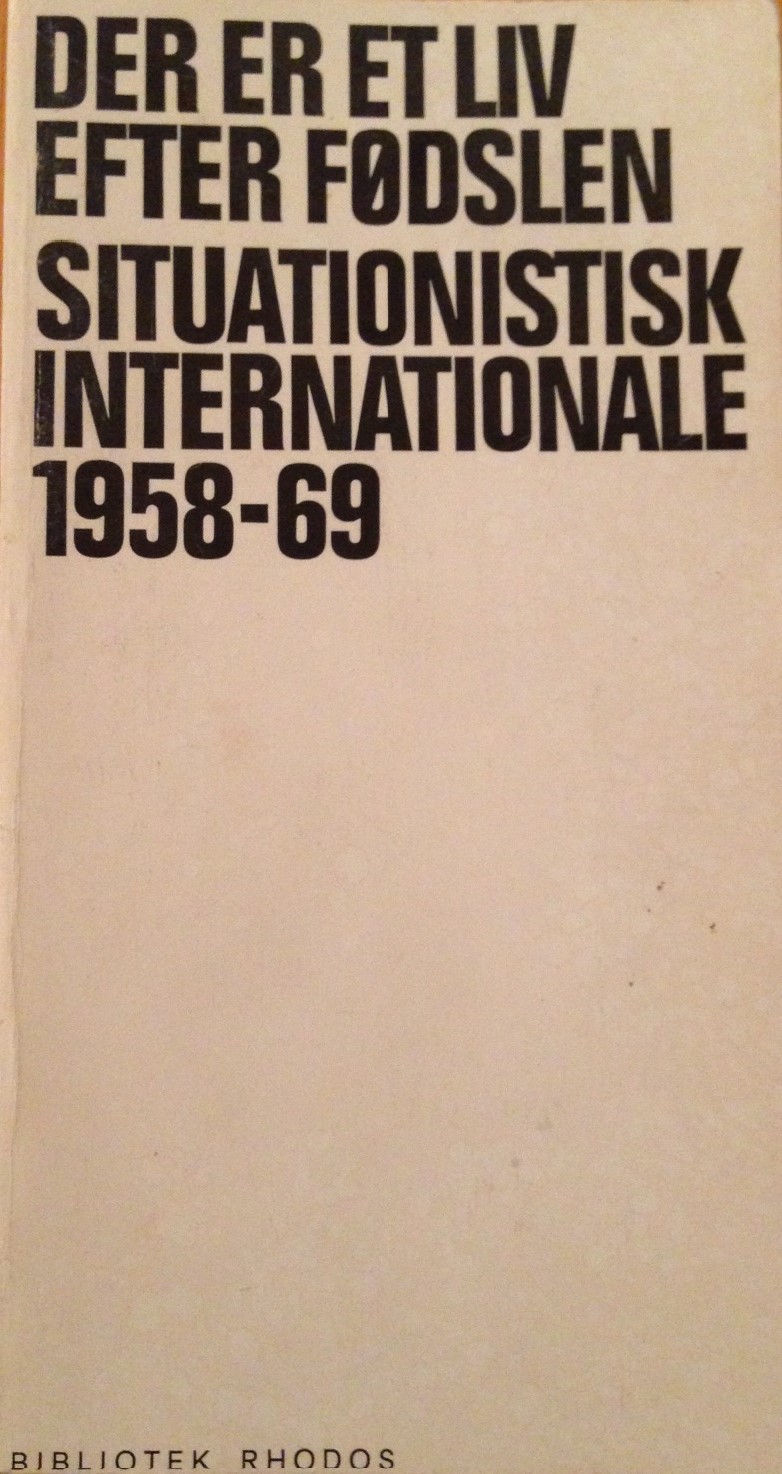 DER ER ET LIV
EFTER FØDSLEN
SITUATIONISTISK
INTERNATIONALE
1958-69
BIBLIOTEK RHODOS